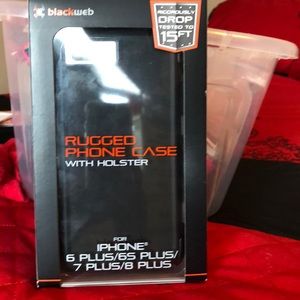 blackweb
RIGOROUSLY
DROP
TESTED TO
15FT
RUGGED
PHONE CASE
WITH HOLSTER
FOR
IPHONE®
6 PLUS/6S PLUS/
7 PLUS/8 PLUS